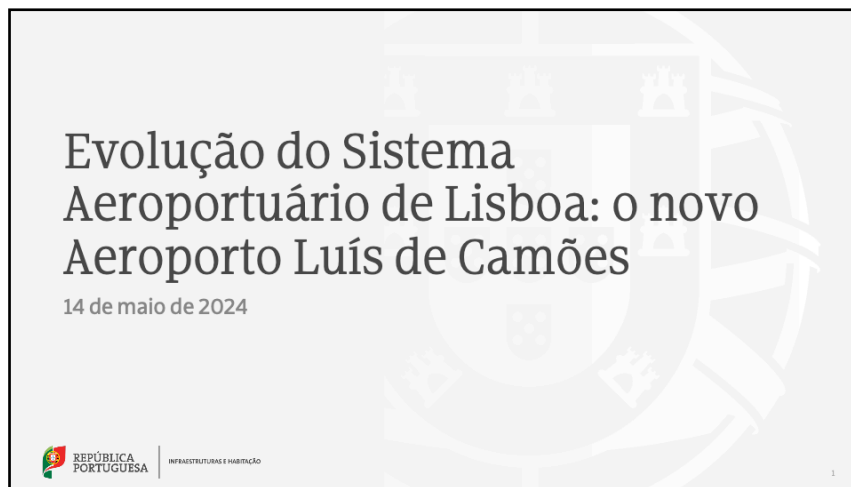 Evolução do Sistema
Aeroportuário de Lisboa: o novo
Aeroporto Luís de Camões
14 de maio de 2024
REPÚBLICA
PORTUGUESA
INFRAESTRUTURAS E HABITAÇÃO
1